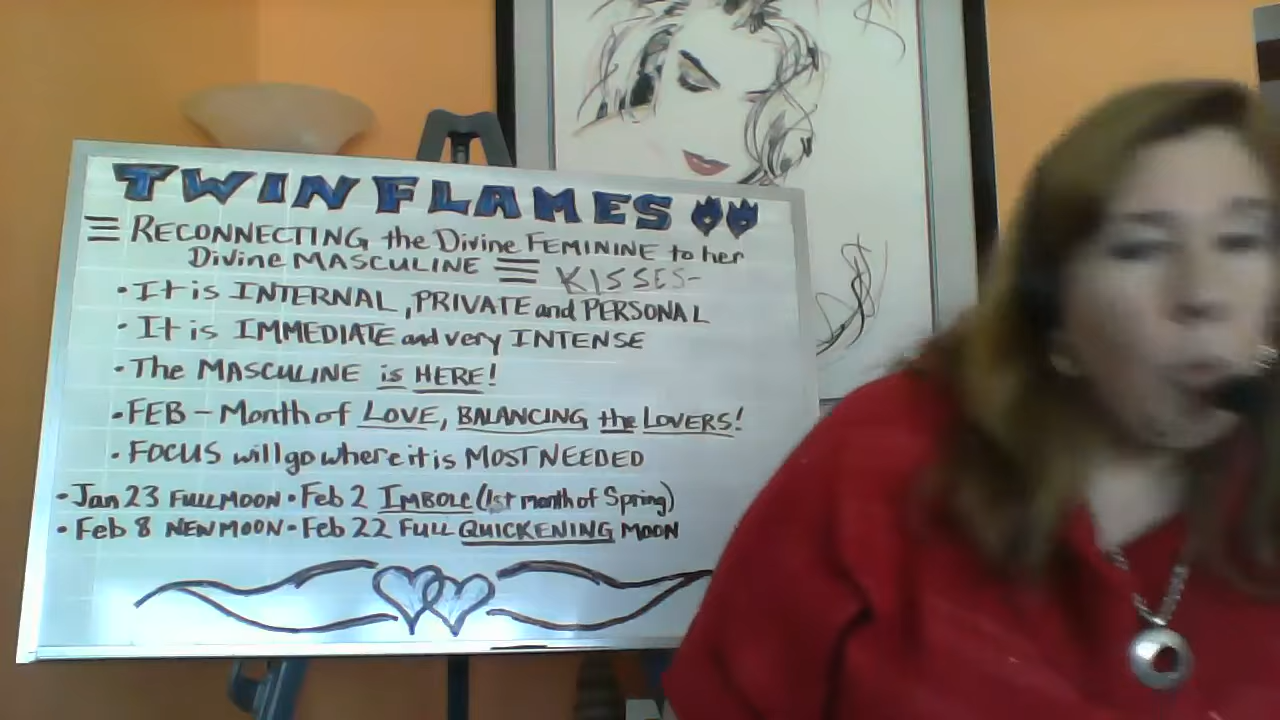 TWIN FLAMES
RECONNECTING the Divine FEMININE to her
Divine MASCULINE KISSES-
• It is INTERNAL, PRIVATE and PERSONAL
• It is IMMEDIATE and very INTENSE
• The MASCULINE is HERE!
• FEB - Month of LOVE, BALANCING the LOVERS!
• FOCUS will go where it is MOST NEEDED
• Jan 23 FULL MOON • Feb 2 IMBOLC (1st month of Spring)
• Feb 8 NEW MOON • Feb 22 FULL QUICKENING MOON